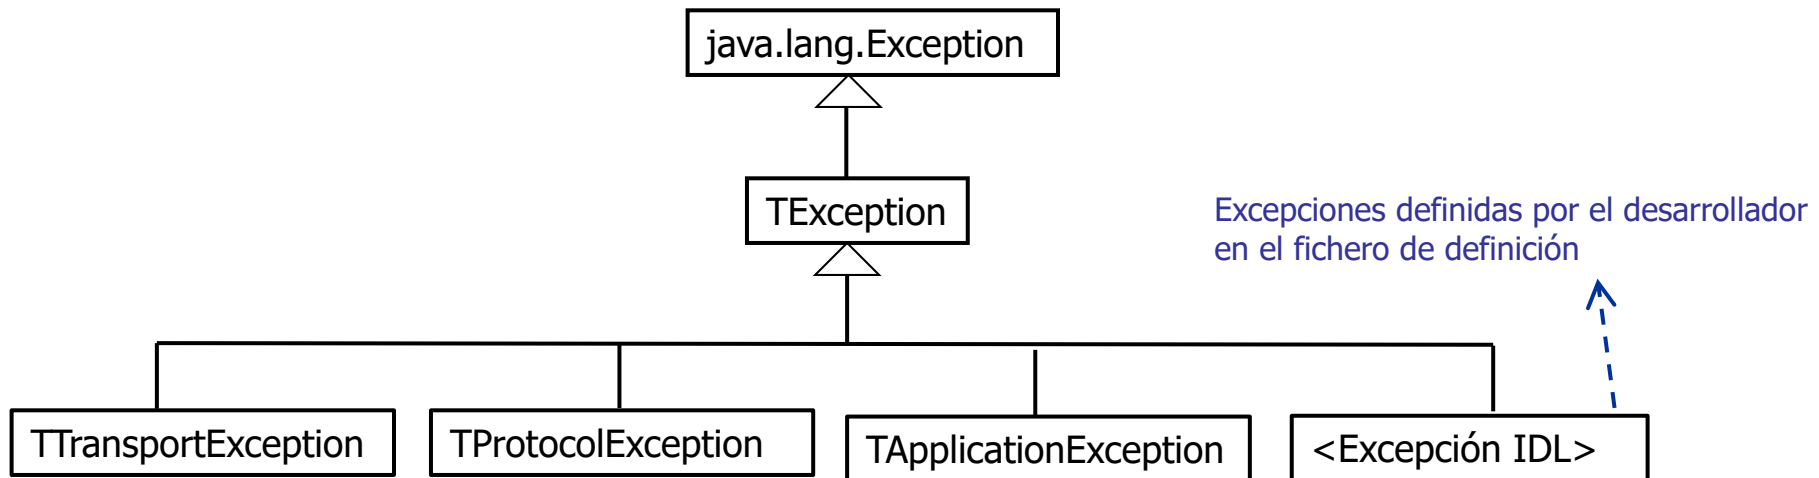 java.lang.Exception
TException
Excepciones definidas por el desarrollador
en el fichero de definición
TTransportException
TProtocolException
TApplicationException
<Excepción IDL>